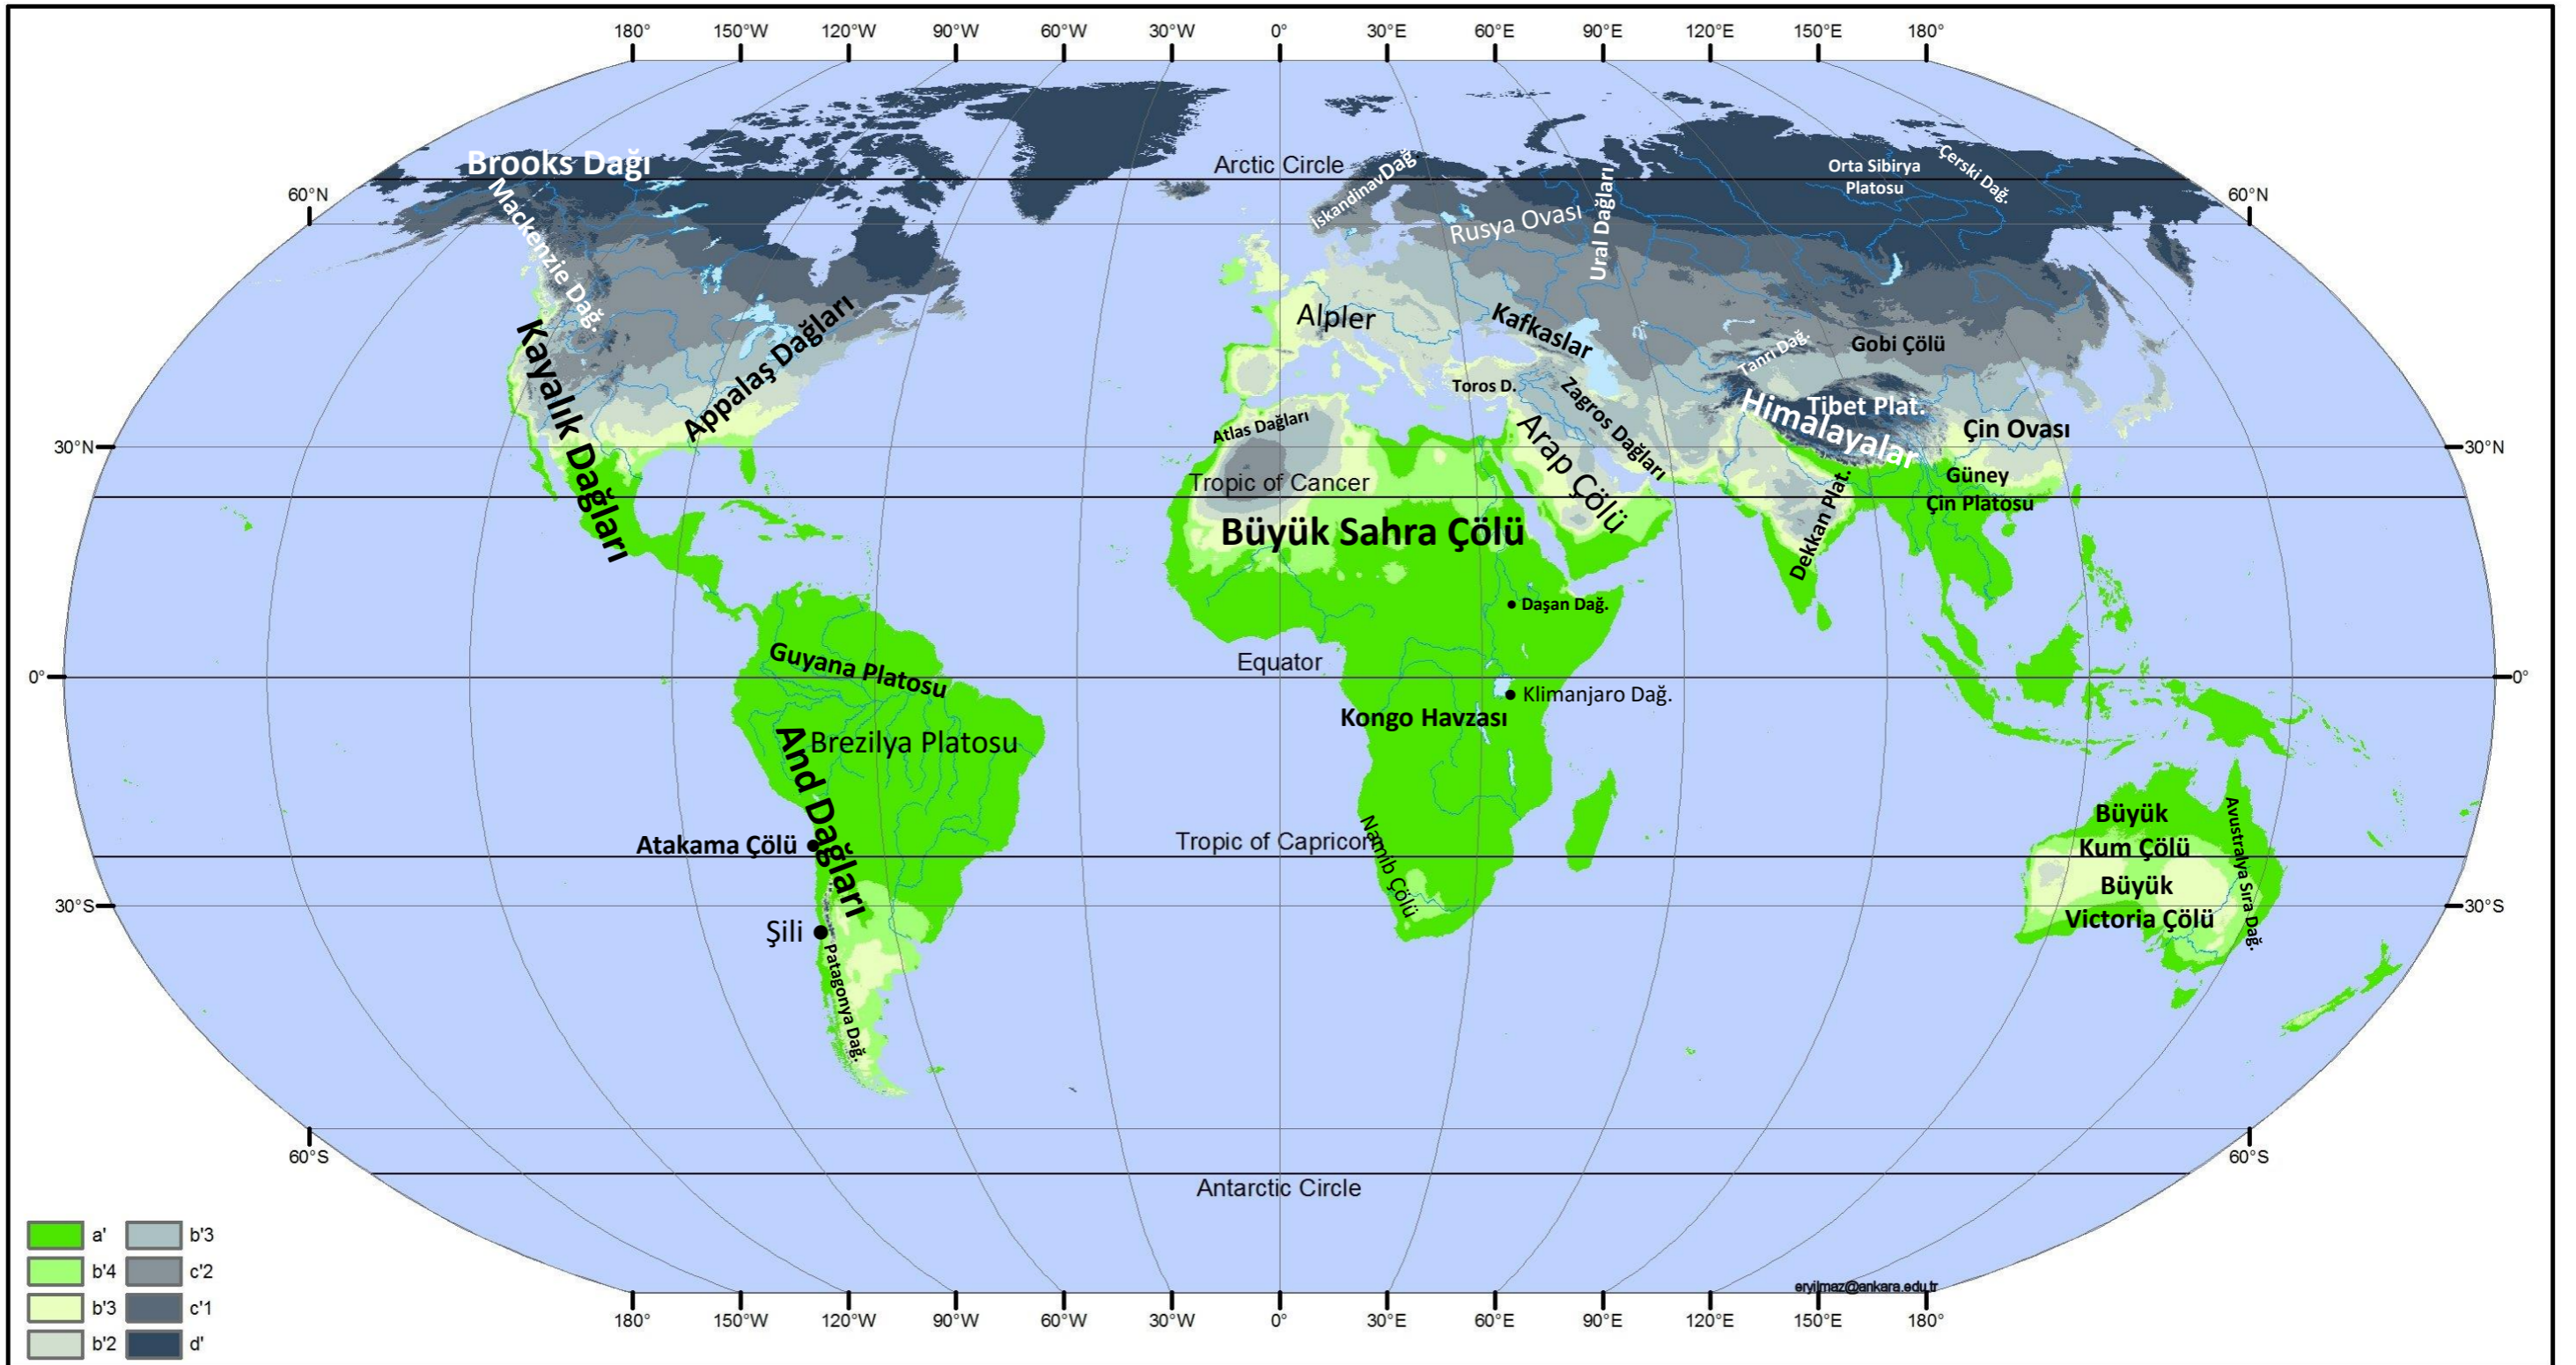 180° 150°W 120°W 90°W 60°W 30°W 0° 30°E 60°E 90°E 120°E 150°E 180°
Brooks Dağı
Arctic Circle
Orta Sibirya
Platosu
Çerski Dağ.
60°N
60°N
Mackenzie Dağ.
İskandinavDağ
Rusya Ovası
Ural Dağları
Kayalık Dağları
Appalaş Dağları
Alpler
Kafkaslar
Tanrı Dağ.
Gobi Çölü
Toros D.
Zagros Dağları
Tibet Plat.
Himalayalar
Atlas Dağları
Arap Çölü
Çin Ovası
30°N
30°N
Tropic of Cancer
Güney
Çin Platosu
Dekkan Plat.
Büyük Sahra Çölü
Daşan Dağ.
Guyana Platosu
Equator
0°
0°
Klimanjaro Dağ.
Kongo Havzası
And Dağları
Brezilya Platosu
Büyük
Kum Çölü
Avustralya Sıra Dağ.
Atakama Çölü
Tropic of Capricorn
Namib Çölü
Büyük
Victoria Çölü
30°S
30°S
Şili
Patagonya Dağ.
60°S
60°S
Antarctic Circle
a' b'3
b'4 c'2
b'3 c'1
b'2 d'
eryilmaz@ankara.edu.tr
180° 150°W 120°W 90°W 60°W 30°W 0° 30°E 60°E 90°E 120°E 150°E 180°